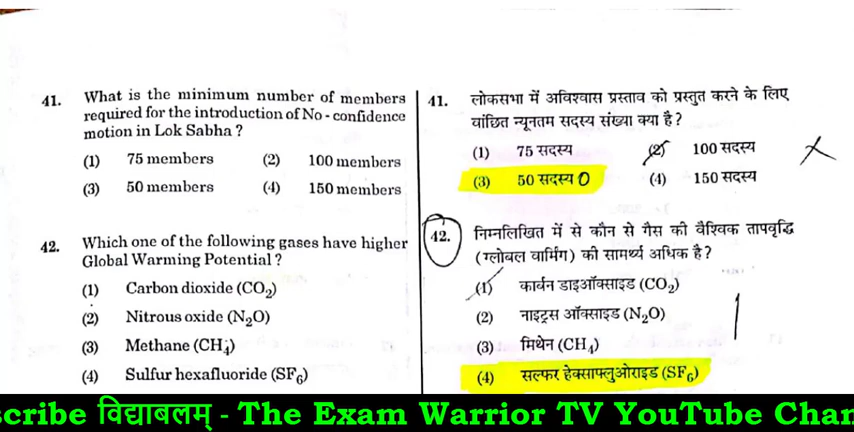 41. What is the minimum number of members
required for the introduction of No - confidence
motion in Lok Sabha ?
(1) 75 members (2) 100 members
(3) 50 members (4) 150 members
42. Which one of the following gases have higher
Global Warming Potential ?
(1) Carbon dioxide (CO₂)
(2) Nitrous oxide (N₂O)
(3) Methane (CH₄)
(4) Sulfur hexafluoride (SF₆)
41. लोकसभा में अविश्वास प्रस्ताव को प्रस्तुत करने के लिए
वांछित न्यूनतम सदस्य संख्या क्या है ?
(1) 75 सदस्य (2) 100 सदस्य
(3) 50 सदस्य (4) 150 सदस्य
42. निम्नलिखित में से कौन से गैस की वैश्विक तापवृद्धि
(ग्लोबल वार्मिंग) की सामर्थ्य अधिक है ?
(1) कार्बन डाइऑक्साइड (CO₂)
(2) नाइट्रस ऑक्साइड (N₂O)
(3) मिथेन (CH₄)
(4) सल्फर हेक्साफ्लुओराइड (SF₆)
scribe विद्याबलम् - The Exam Warrior TV YouTube Chan